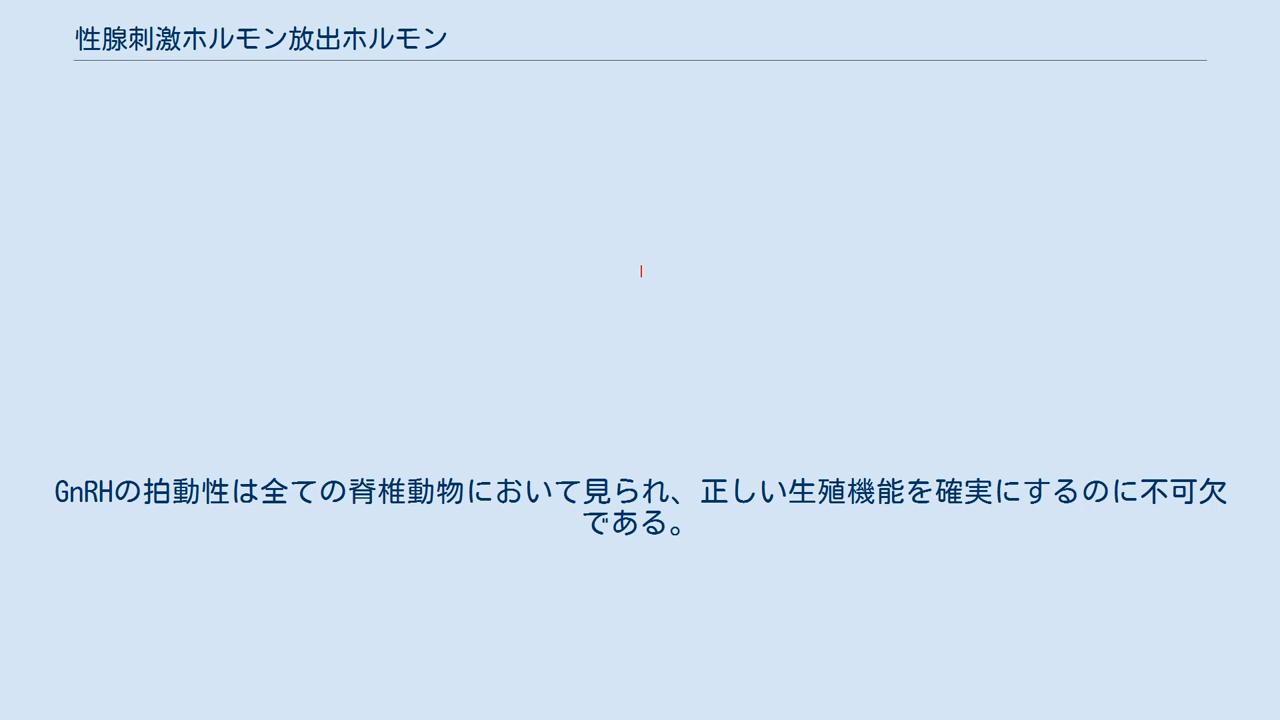 性腺刺激ホルモン放出ホルモン
GnRHの拍動性は全ての脊椎動物において見られ、正しい生殖機能を確実にするのに不可欠
である。